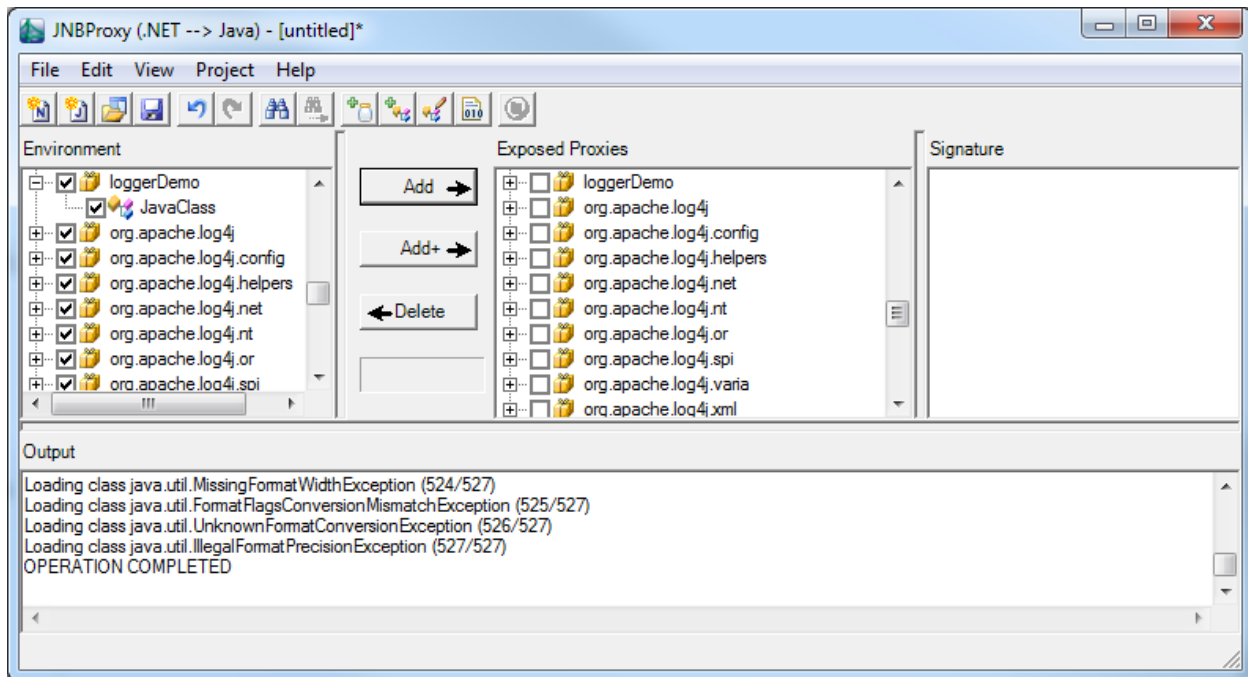 JNBProxy (.NET --> Java) - [untitled]*
File Edit View Project Help
N J 010
Environment
loggerDemo
JavaClass
org.apache.log4j
org.apache.log4j.config
org.apache.log4j.helpers
org.apache.log4j.net
org.apache.log4j.nt
org.apache.log4j.or
org.apache.log4j.spi
Add
Add+
Delete
Exposed Proxies
loggerDemo
org.apache.log4j
org.apache.log4j.config
org.apache.log4j.helpers
org.apache.log4j.net
org.apache.log4j.nt
org.apache.log4j.or
org.apache.log4j.spi
org.apache.log4j.varia
org.apache.log4j.xml
Signature
Output
Loading class java.util.MissingFormatWidthException (524/527)
Loading class java.util.FormatFlagsConversionMismatchException (525/527)
Loading class java.util.UnknownFormatConversionException (526/527)
Loading class java.util.IllegalFormatPrecisionException (527/527)
OPERATION COMPLETED